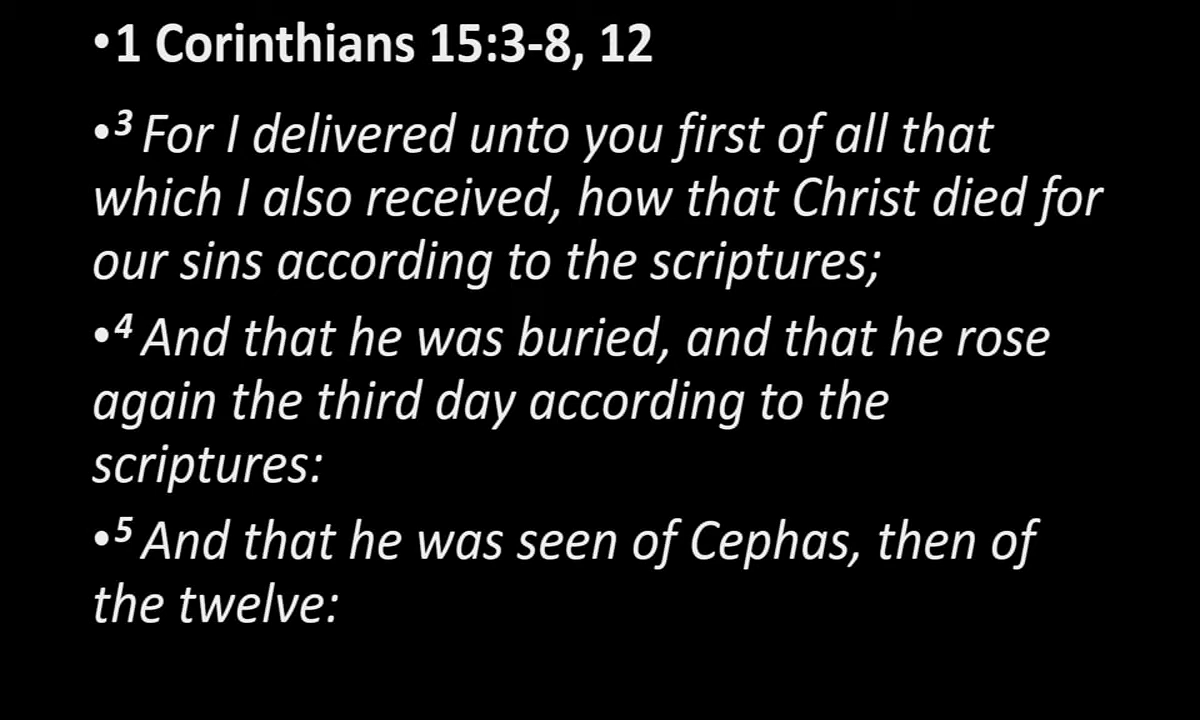 •1 Corinthians 15:3-8, 12
•3 For I delivered unto you first of all that
which I also received, how that Christ died for
our sins according to the scriptures;
•4 And that he was buried, and that he rose
again the third day according to the
scriptures:
•5 And that he was seen of Cephas, then of
the twelve: